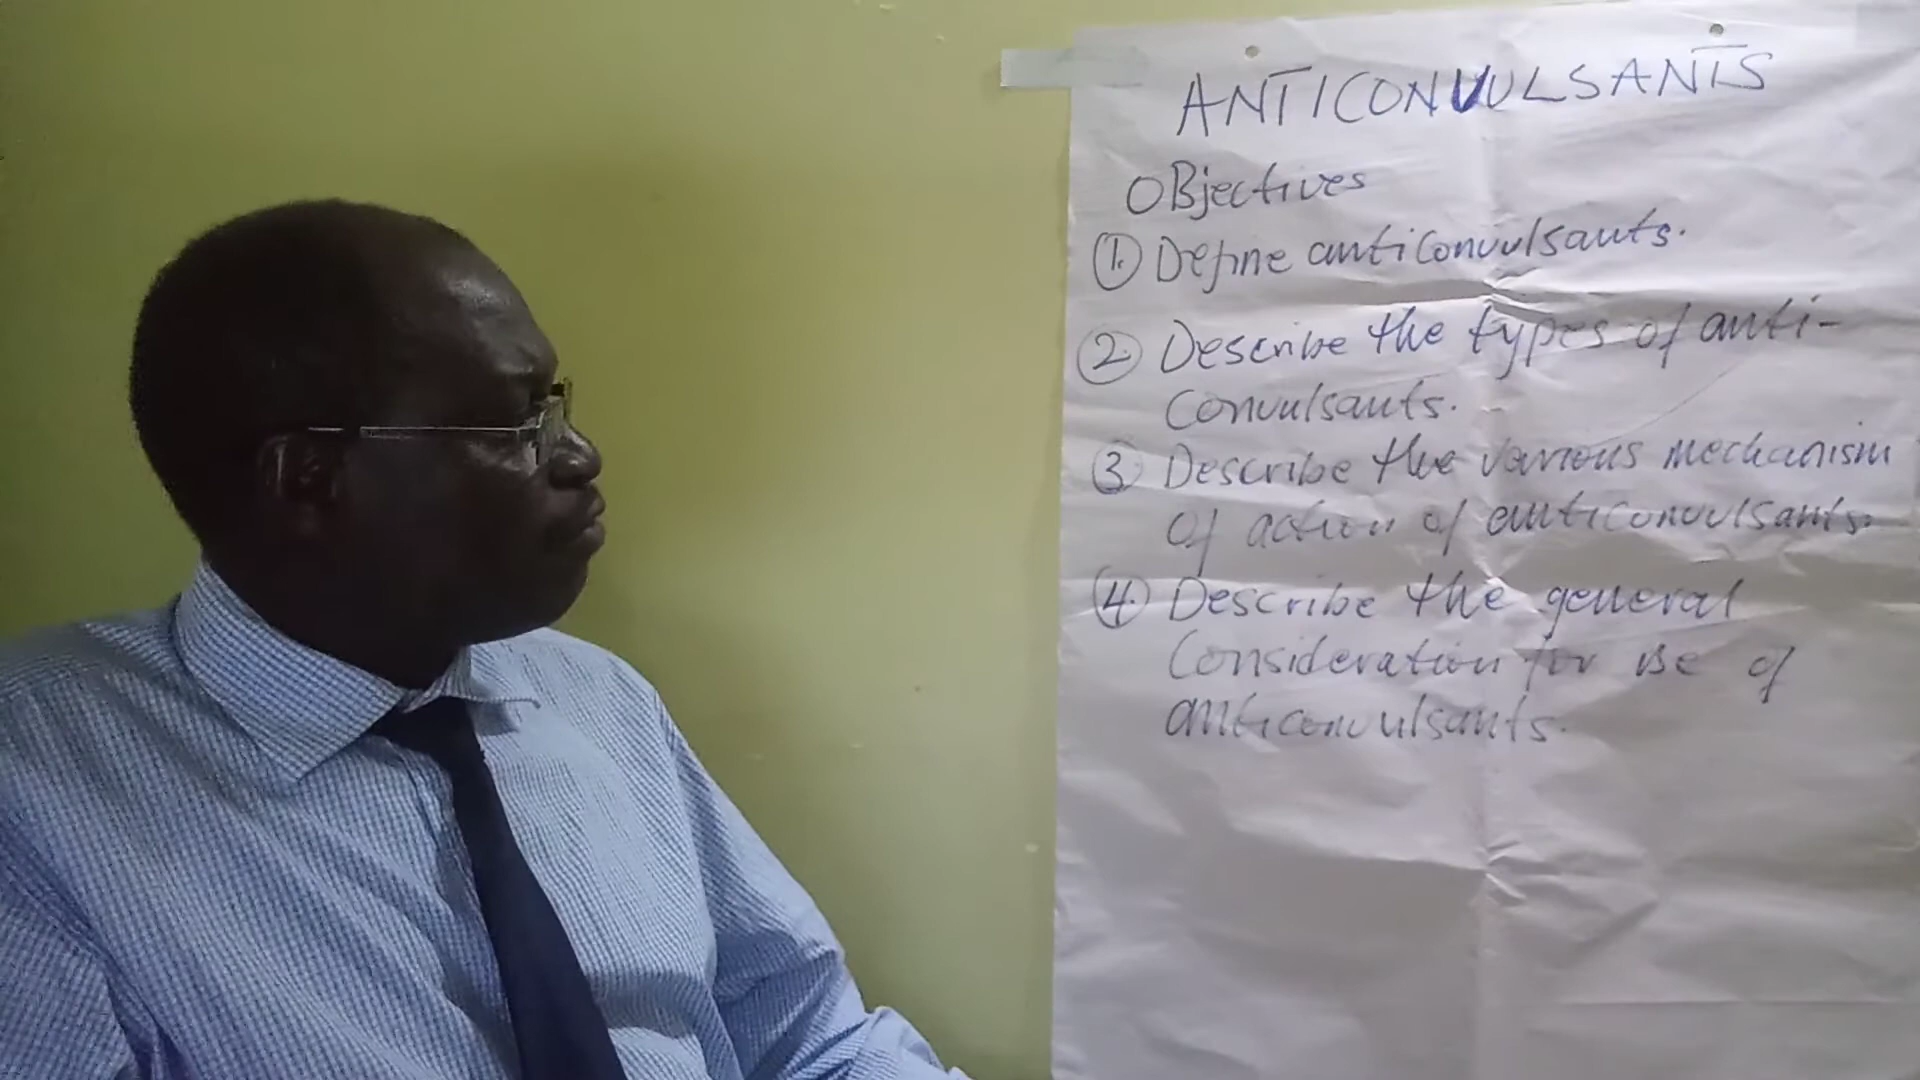 ANTICONVULSANTS
OBjectives
1. Define anticonvulsants.
2. Describe the types of anti-
convulsants.
3 Describe the various mechanism
of action of anticonvulsants.
4. Describe the general
Consideration for use of
anticonvulsants.